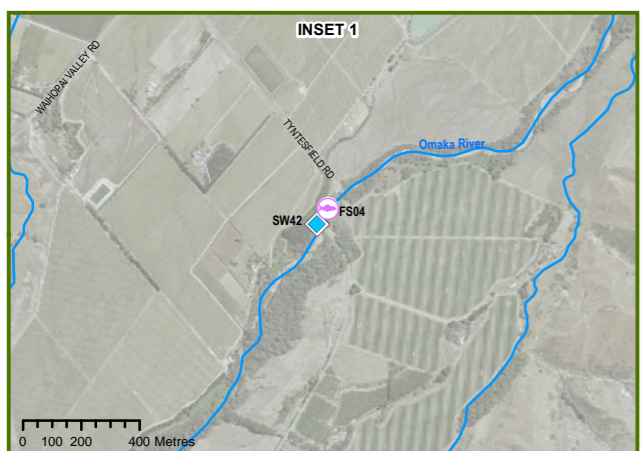 INSET 1
WAIHOPAI VALLEY RD
TYNTESFIELD RD
Omaka River
FS04
SW42
0 100 200 400 Metres